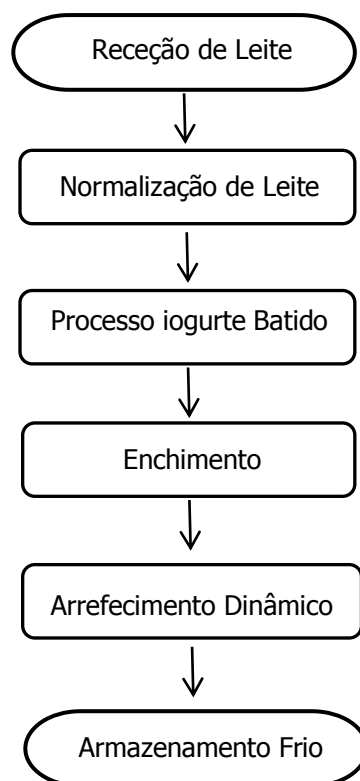 Receção de Leite
Normalização de Leite
Processo iogurte Batido
Enchimento
Arrefecimento Dinâmico
Armazenamento Frio